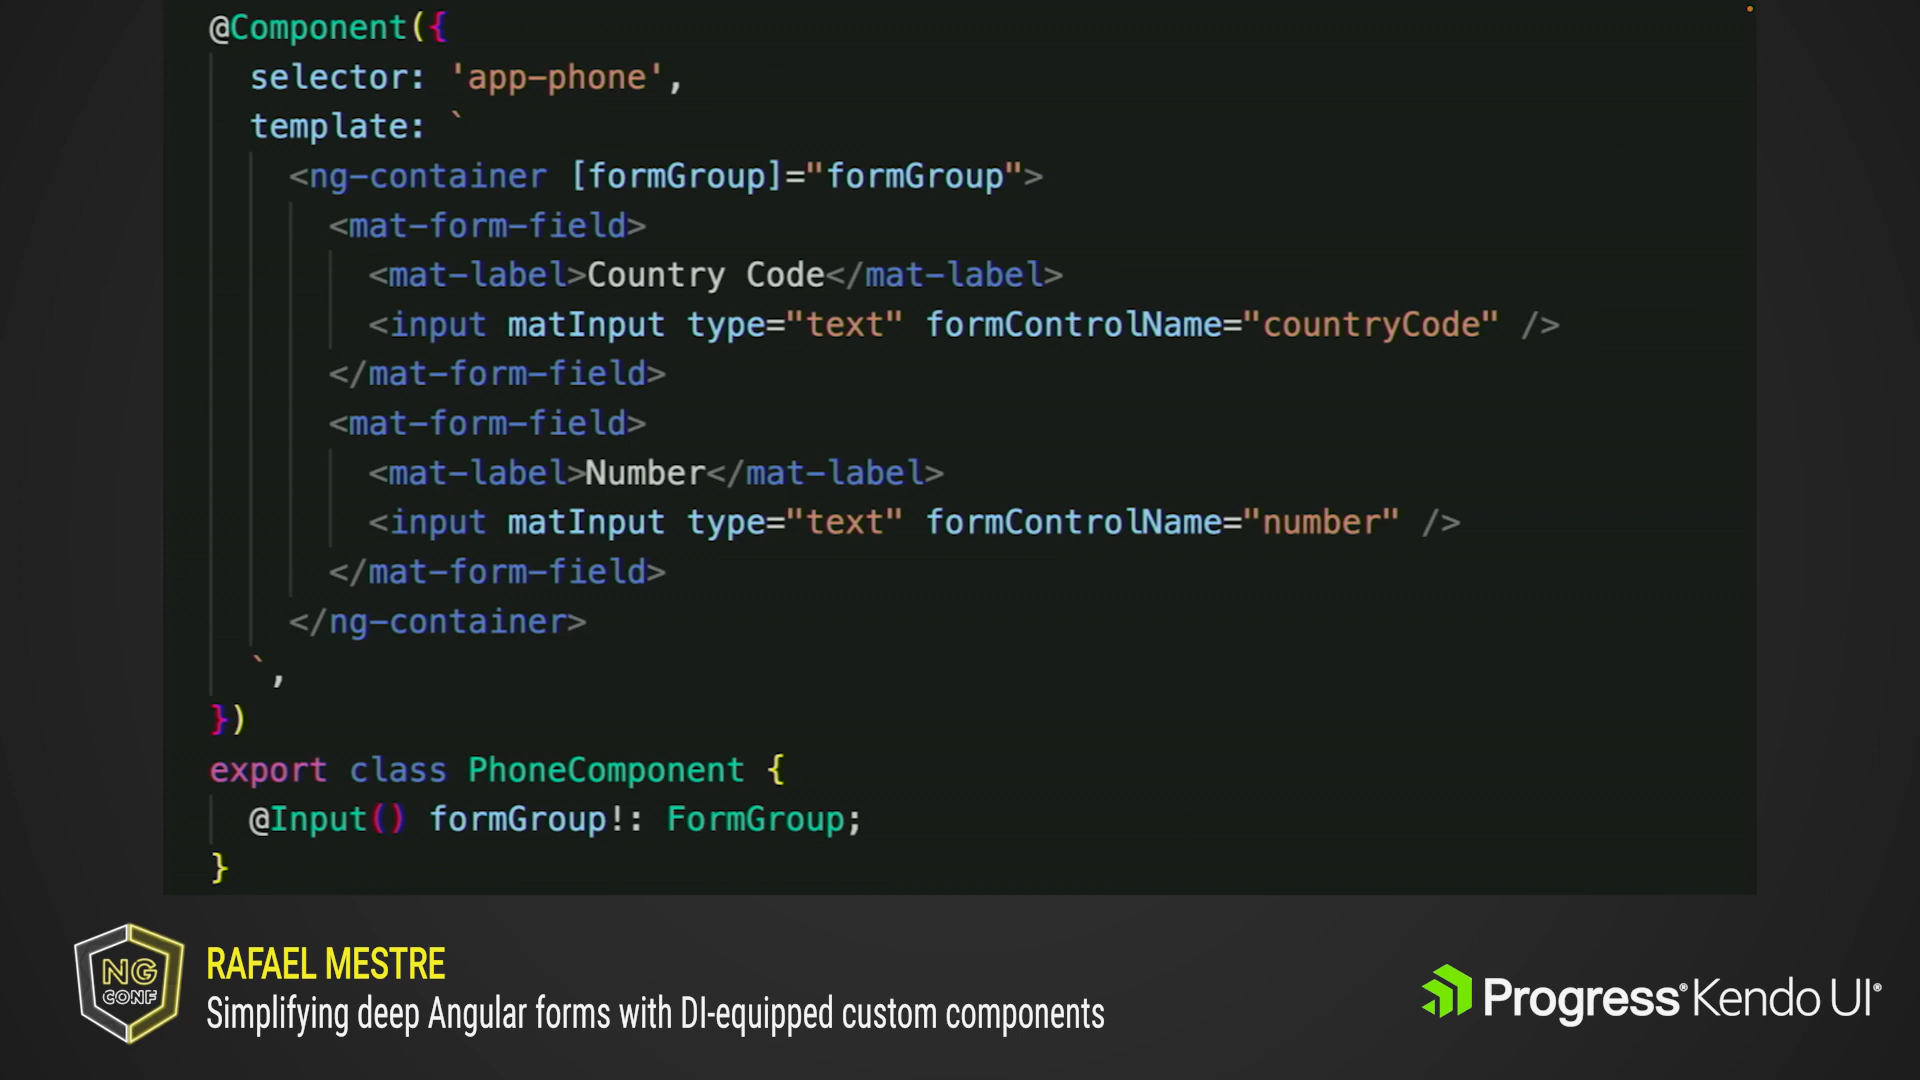 @Component({
selector: 'app-phone',
template: `
<ng-container [formGroup]="formGroup">
<mat-form-field>
<mat-label>Country Code</mat-label>
<input matInput type="text" formControlName="countryCode" />
</mat-form-field>
<mat-form-field>
<mat-label>Number</mat-label>
<input matInput type="text" formControlName="number" />
</mat-form-field>
</ng-container>
`,
})
export class PhoneComponent {
@Input() formGroup!: FormGroup;
}
NG
CONF
RAFAEL MESTRE
Simplifying deep Angular forms with DI-equipped custom components
Progress® Kendo UI®